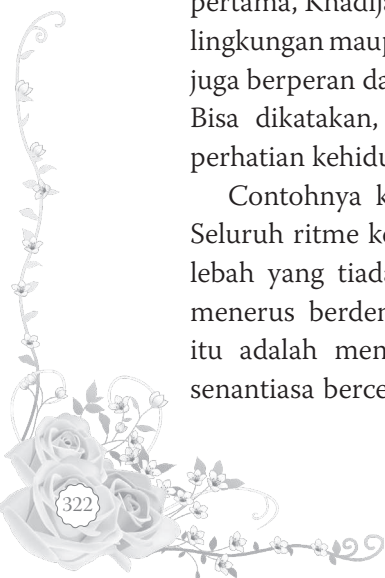 pertama, Khadija
lingkungan maup
juga berperan da
Bisa dikatakan,
perhatian kehidu
Contohnya k
Seluruh ritme ke
lebah yang tiada
menerus berden
itu adalah men
senantiasa berce
322